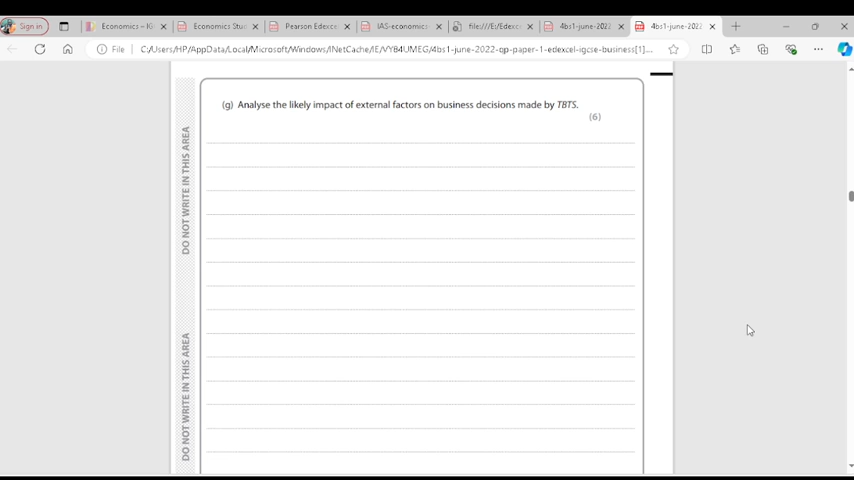 Sign in
Economics – K
Economics Stu
Pearson Edexce
IAS-economics
file:///E:/Edexc
4bs1-june-2022
4bs1-june-2022
File
C:/Users/HP/AppData/Local/Microsoft/Windows/INetCache/IE/VY84UMEG/4bs1-june-2022-qp-paper-1-edexcel-igcse-business[1]....
(g) Analyse the likely impact of external factors on business decisions made by TBTS.
(6)
DO NOT WRITE IN THIS AREA
DO NOT WRITE IN THIS AREA